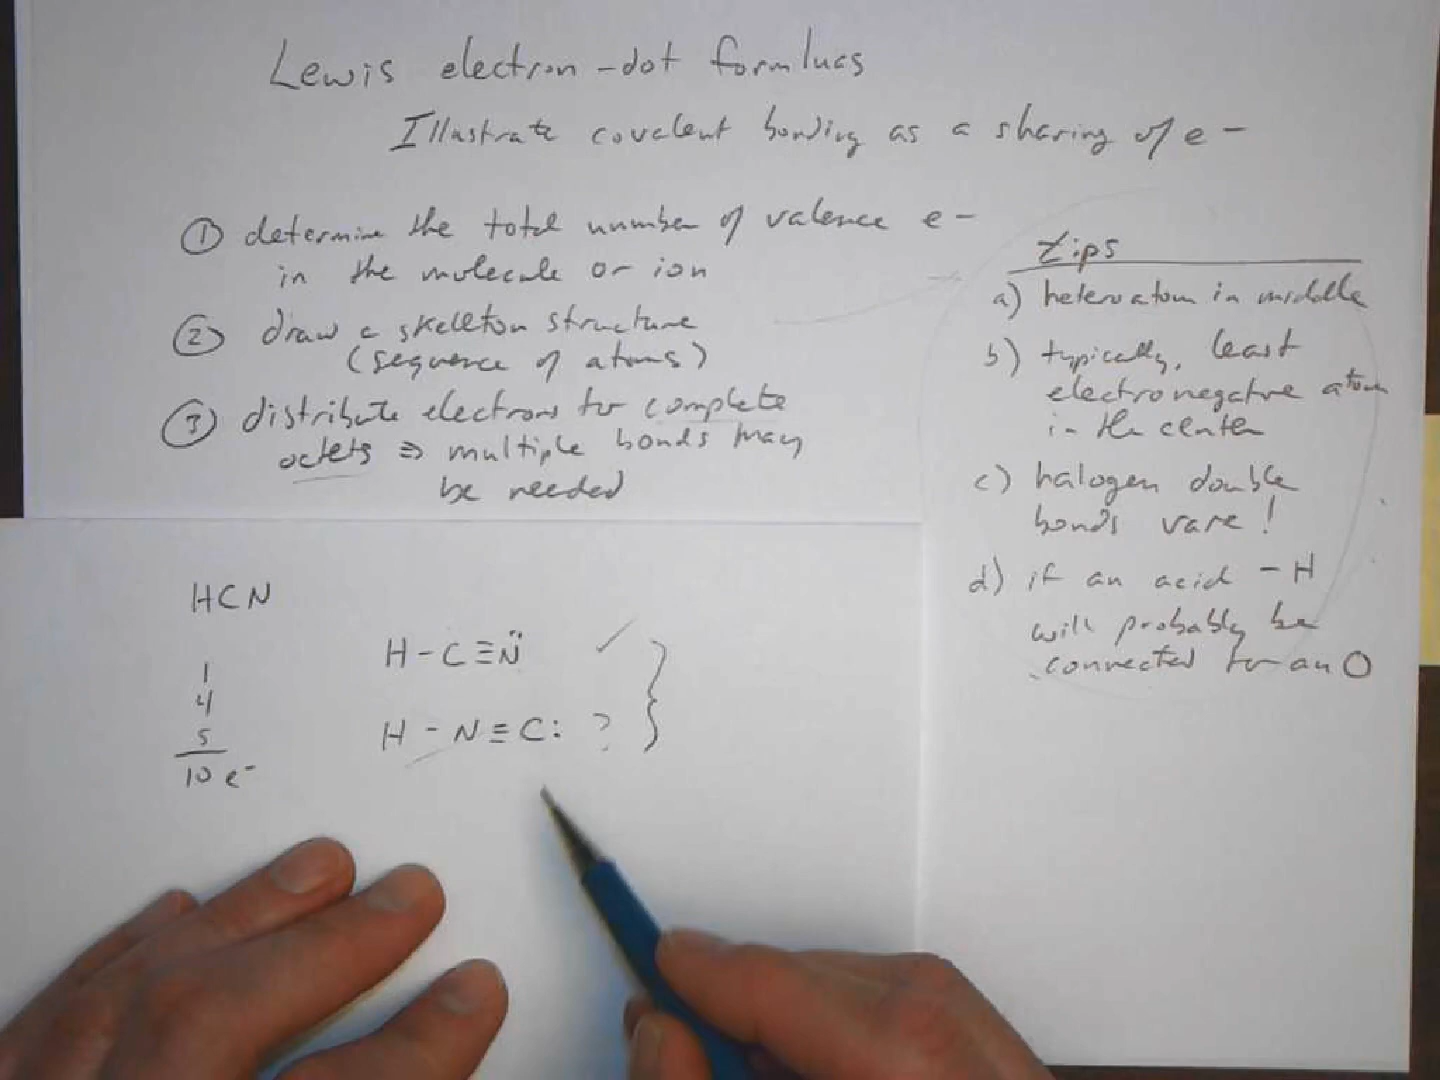 Lewis electron-dot formluas
Illustrate covalent bonding as a sharing of e-
① determine the total number of valence e-
in the molecule or ion
② draw a skeleton structure
(sequence of atoms)
③ distribute electrons to complete
octets ⇒ multiple bonds may
be needed
tips
a) heteroatom in middle
b) typically, least
electronegative atom
in the center
c) halogen double
bonds rare!
d) if an acid -H
will probably be
connected to an O
HCN
1
4
5
10 e-
H-C≡N̈ ✓
H-N≡C: ?